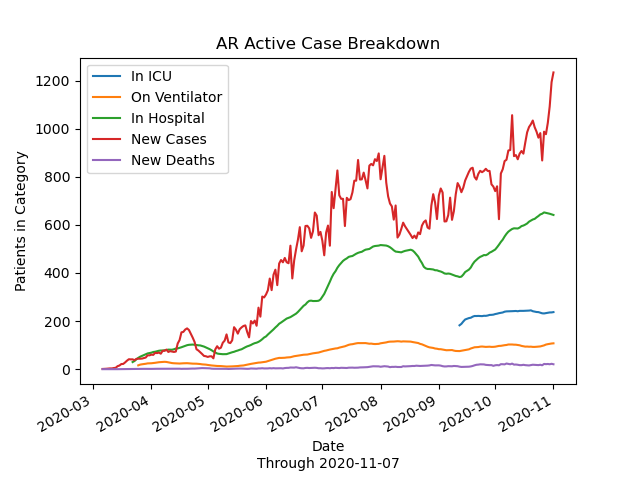 AR Active Case Breakdown
In ICU
On Ventilator
In Hospital
New Cases
New Deaths
Patients in Category
1200
1000
800
600
400
200
0
2020-03
2020-04
2020-05
2020-06
2020-07
2020-08
2020-09
2020-10
2020-11
Date
Through 2020-11-07